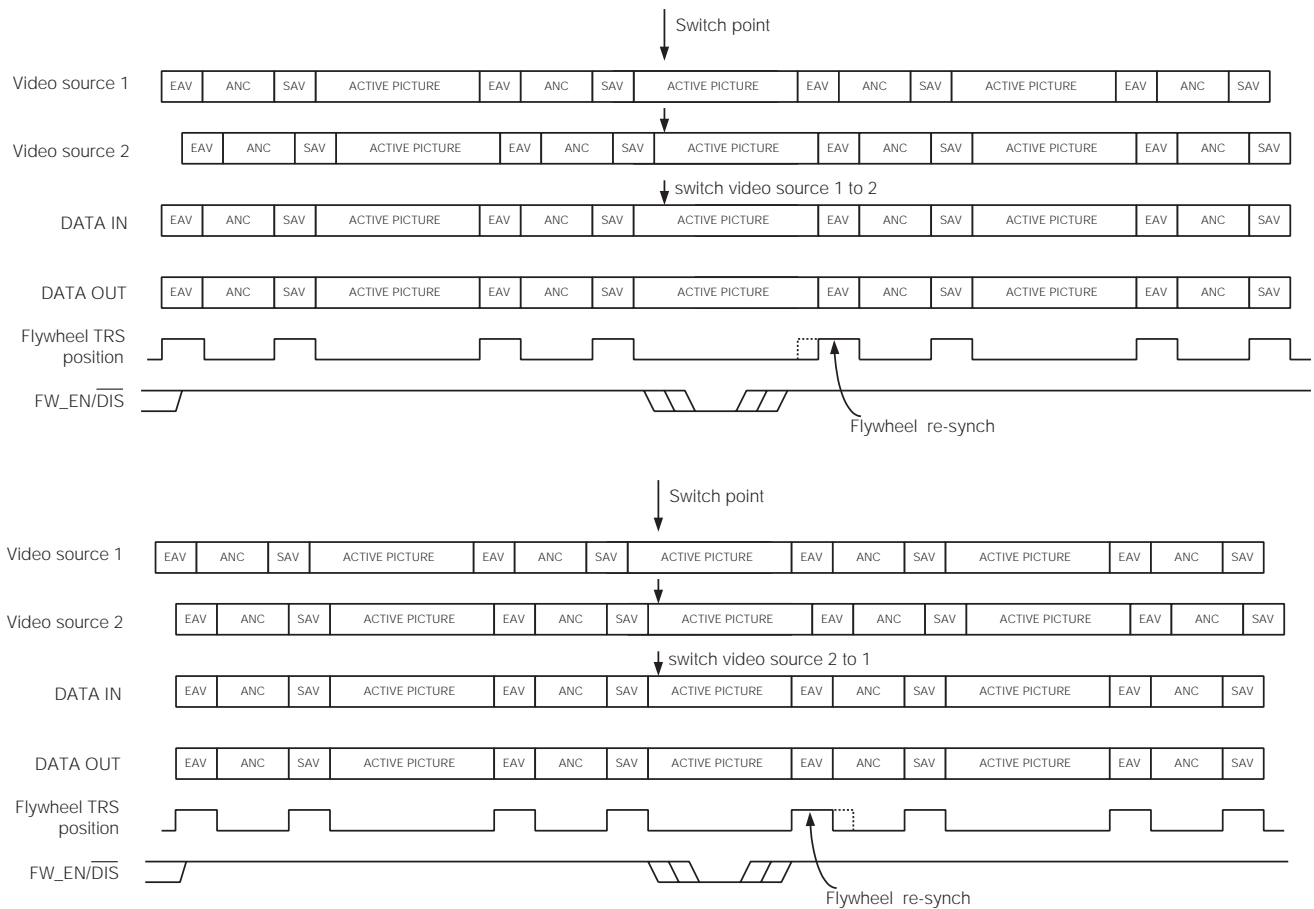 Switch point
Video source 1 EAV ANC SAV ACTIVE PICTURE EAV ANC SAV ACTIVE PICTURE EAV ANC SAV ACTIVE PICTURE EAV ANC SAV
Video source 2 EAV ANC SAV ACTIVE PICTURE EAV ANC SAV ACTIVE PICTURE EAV ANC SAV ACTIVE PICTURE EAV ANC SAV
switch video source 1 to 2
DATA IN EAV ANC SAV ACTIVE PICTURE EAV ANC SAV ACTIVE PICTURE EAV ANC SAV ACTIVE PICTURE EAV ANC SAV
DATA OUT EAV ANC SAV ACTIVE PICTURE EAV ANC SAV ACTIVE PICTURE EAV ANC SAV ACTIVE PICTURE EAV ANC SAV
Flywheel TRS
position
FW_EN/DIS
Flywheel re-synch
Switch point
Video source 1 EAV ANC SAV ACTIVE PICTURE EAV ANC SAV ACTIVE PICTURE EAV ANC SAV ACTIVE PICTURE EAV ANC SAV
Video source 2 EAV ANC SAV ACTIVE PICTURE EAV ANC SAV ACTIVE PICTURE EAV ANC SAV ACTIVE PICTURE EAV ANC SAV
switch video source 2 to 1
DATA IN EAV ANC SAV ACTIVE PICTURE EAV ANC SAV ACTIVE PICTURE EAV ANC SAV ACTIVE PICTURE EAV ANC SAV
DATA OUT EAV ANC SAV ACTIVE PICTURE EAV ANC SAV ACTIVE PICTURE EAV ANC SAV ACTIVE PICTURE EAV ANC SAV
Flywheel TRS
position
FW_EN/DIS
Flywheel re-synch